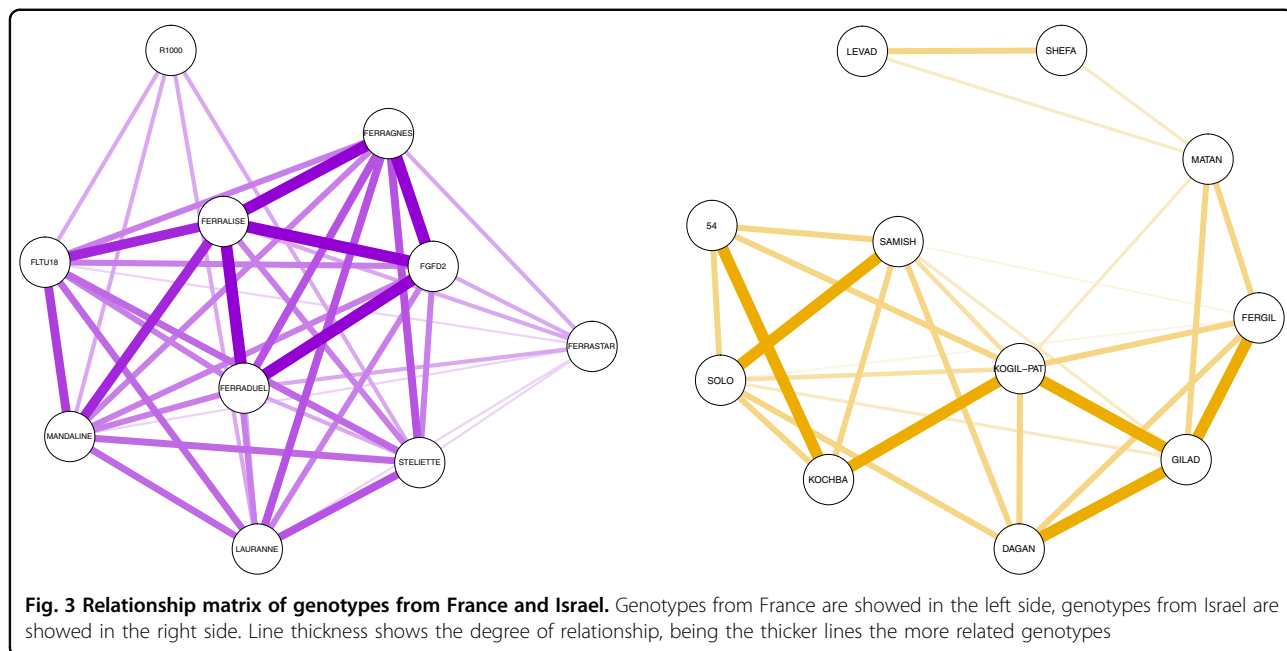 R1000
FERRAGNES
FERRALISE
FLTU18
FGFD2
FERRASTAR
FERRADUEL
MANDALINE
STELIETTE
LAURANNE
LEVAD
SHEFA
MATAN
54
SAMISH
FERGIL
KOGIL-PAT
SOLO
GILAD
KOCHBA
DAGAN
Fig. 3 Relationship matrix of genotypes from France and Israel. Genotypes from France are showed in the left side, genotypes from Israel are
showed in the right side. Line thickness shows the degree of relationship, being the thicker lines the more related genotypes